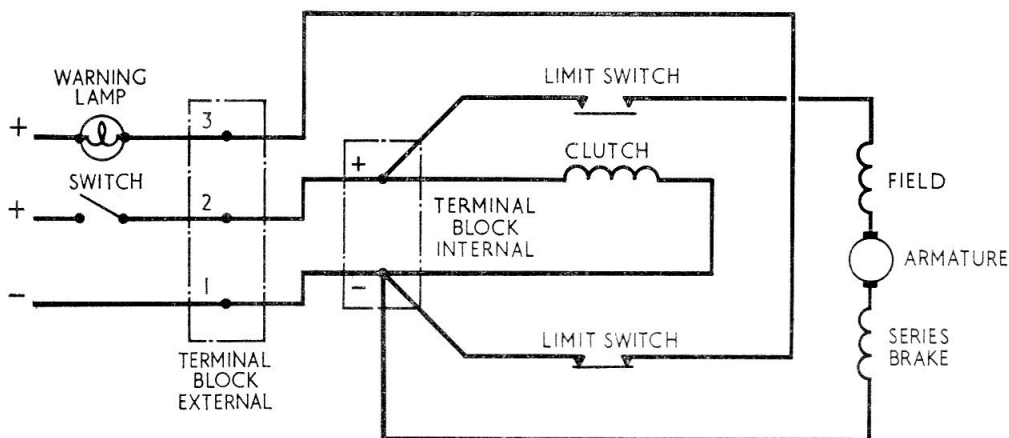 WARNING
LAMP
+
3
SWITCH
+
2
−
1
TERMINAL
BLOCK
EXTERNAL
+
−
TERMINAL
BLOCK
INTERNAL
LIMIT SWITCH
CLUTCH
LIMIT SWITCH
FIELD
ARMATURE
SERIES
BRAKE